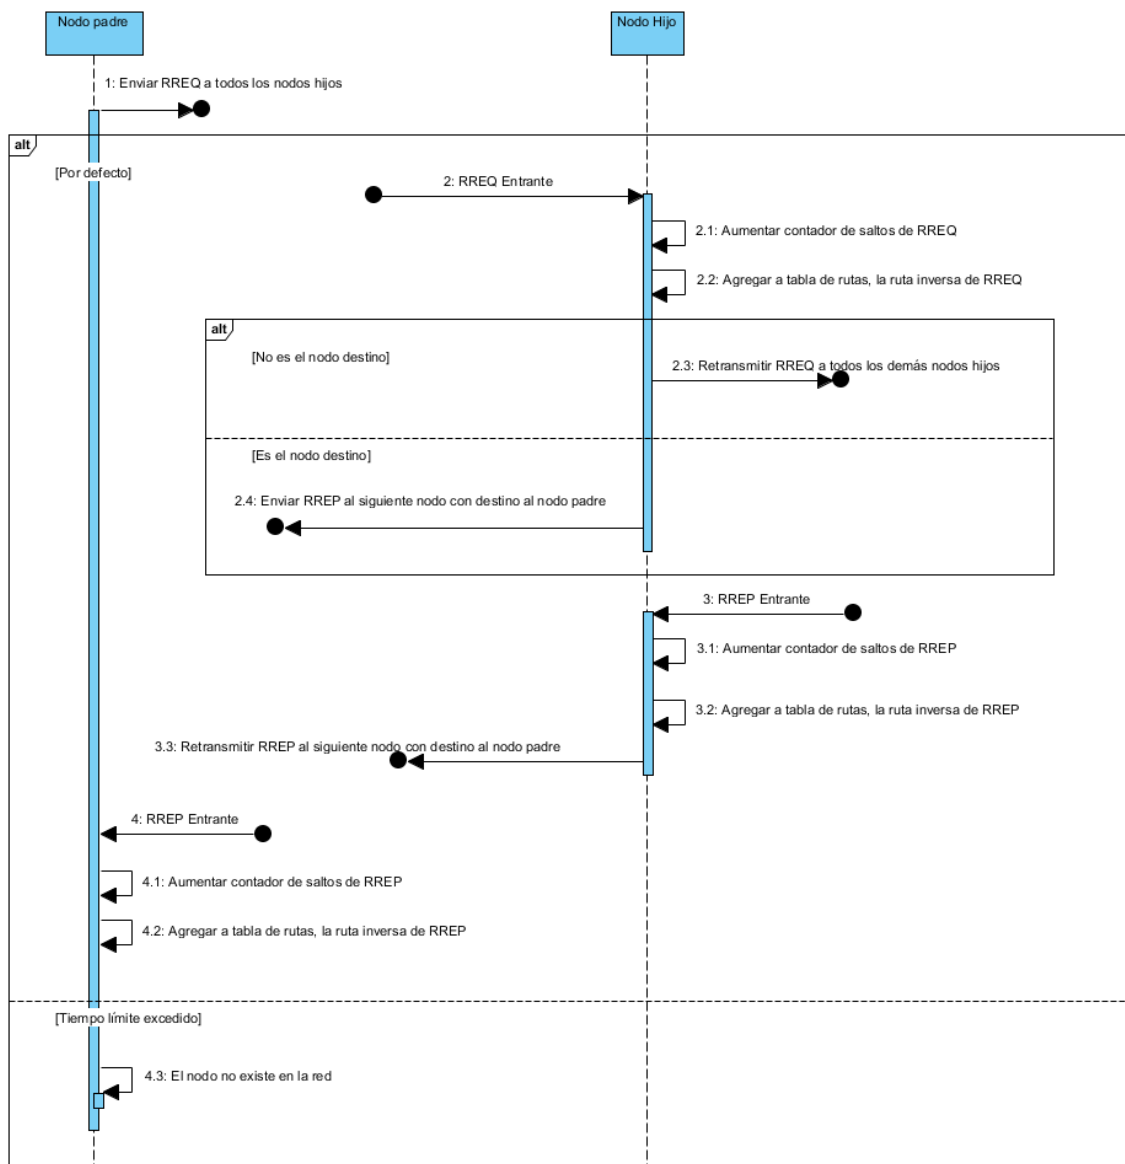 Nodo padre
Nodo Hijo
1: Enviar RREQ a todos los nodos hijos
alt
[Por defecto]
2: RREQ Entrante
2.1: Aumentar contador de saltos de RREQ
2.2: Agregar a tabla de rutas, la ruta inversa de RREQ
alt
[No es el nodo destino]
2.3: Retransmitir RREQ a todos los demás nodos hijos
[Es el nodo destino]
2.4: Enviar RREP al siguiente nodo con destino al nodo padre
3: RREP Entrante
3.1: Aumentar contador de saltos de RREP
3.2: Agregar a tabla de rutas, la ruta inversa de RREP
3.3: Retransmitir RREP al siguiente nodo con destino al nodo padre
4: RREP Entrante
4.1: Aumentar contador de saltos de RREP
4.2: Agregar a tabla de rutas, la ruta inversa de RREP
[Tiempo límite excedido]
4.3: El nodo no existe en la red